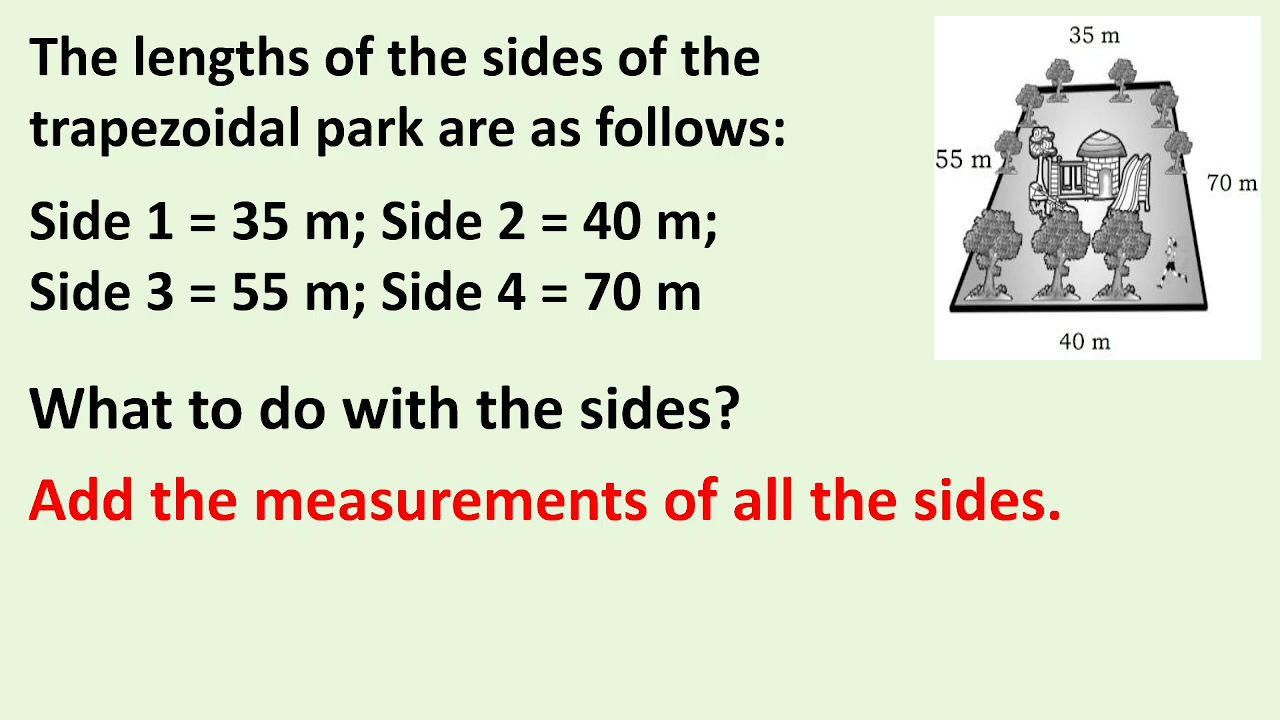 The lengths of the sides of the
trapezoidal park are as follows:
Side 1 = 35 m; Side 2 = 40 m;
Side 3 = 55 m; Side 4 = 70 m
What to do with the sides?
Add the measurements of all the sides.
35 m
55 m
70 m
40 m